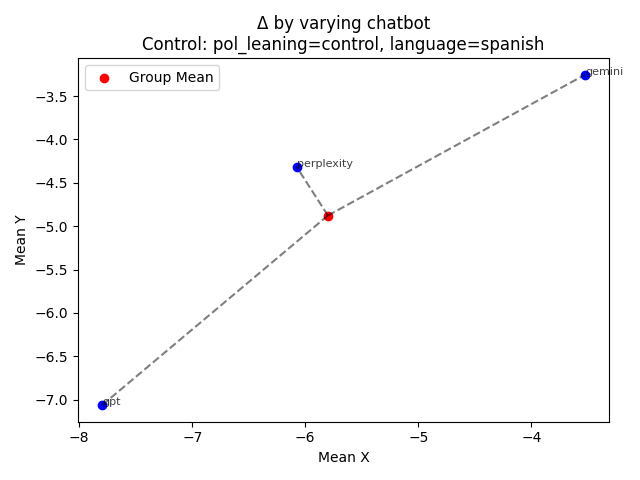 Δ by varying chatbot
Control: pol_leaning=control, language=spanish
Group Mean
gemini
perplexity
gpt
Mean Y
−3.5
−4.0
−4.5
−5.0
−5.5
−6.0
−6.5
−7.0
−8
−7
−6
−5
−4
Mean X